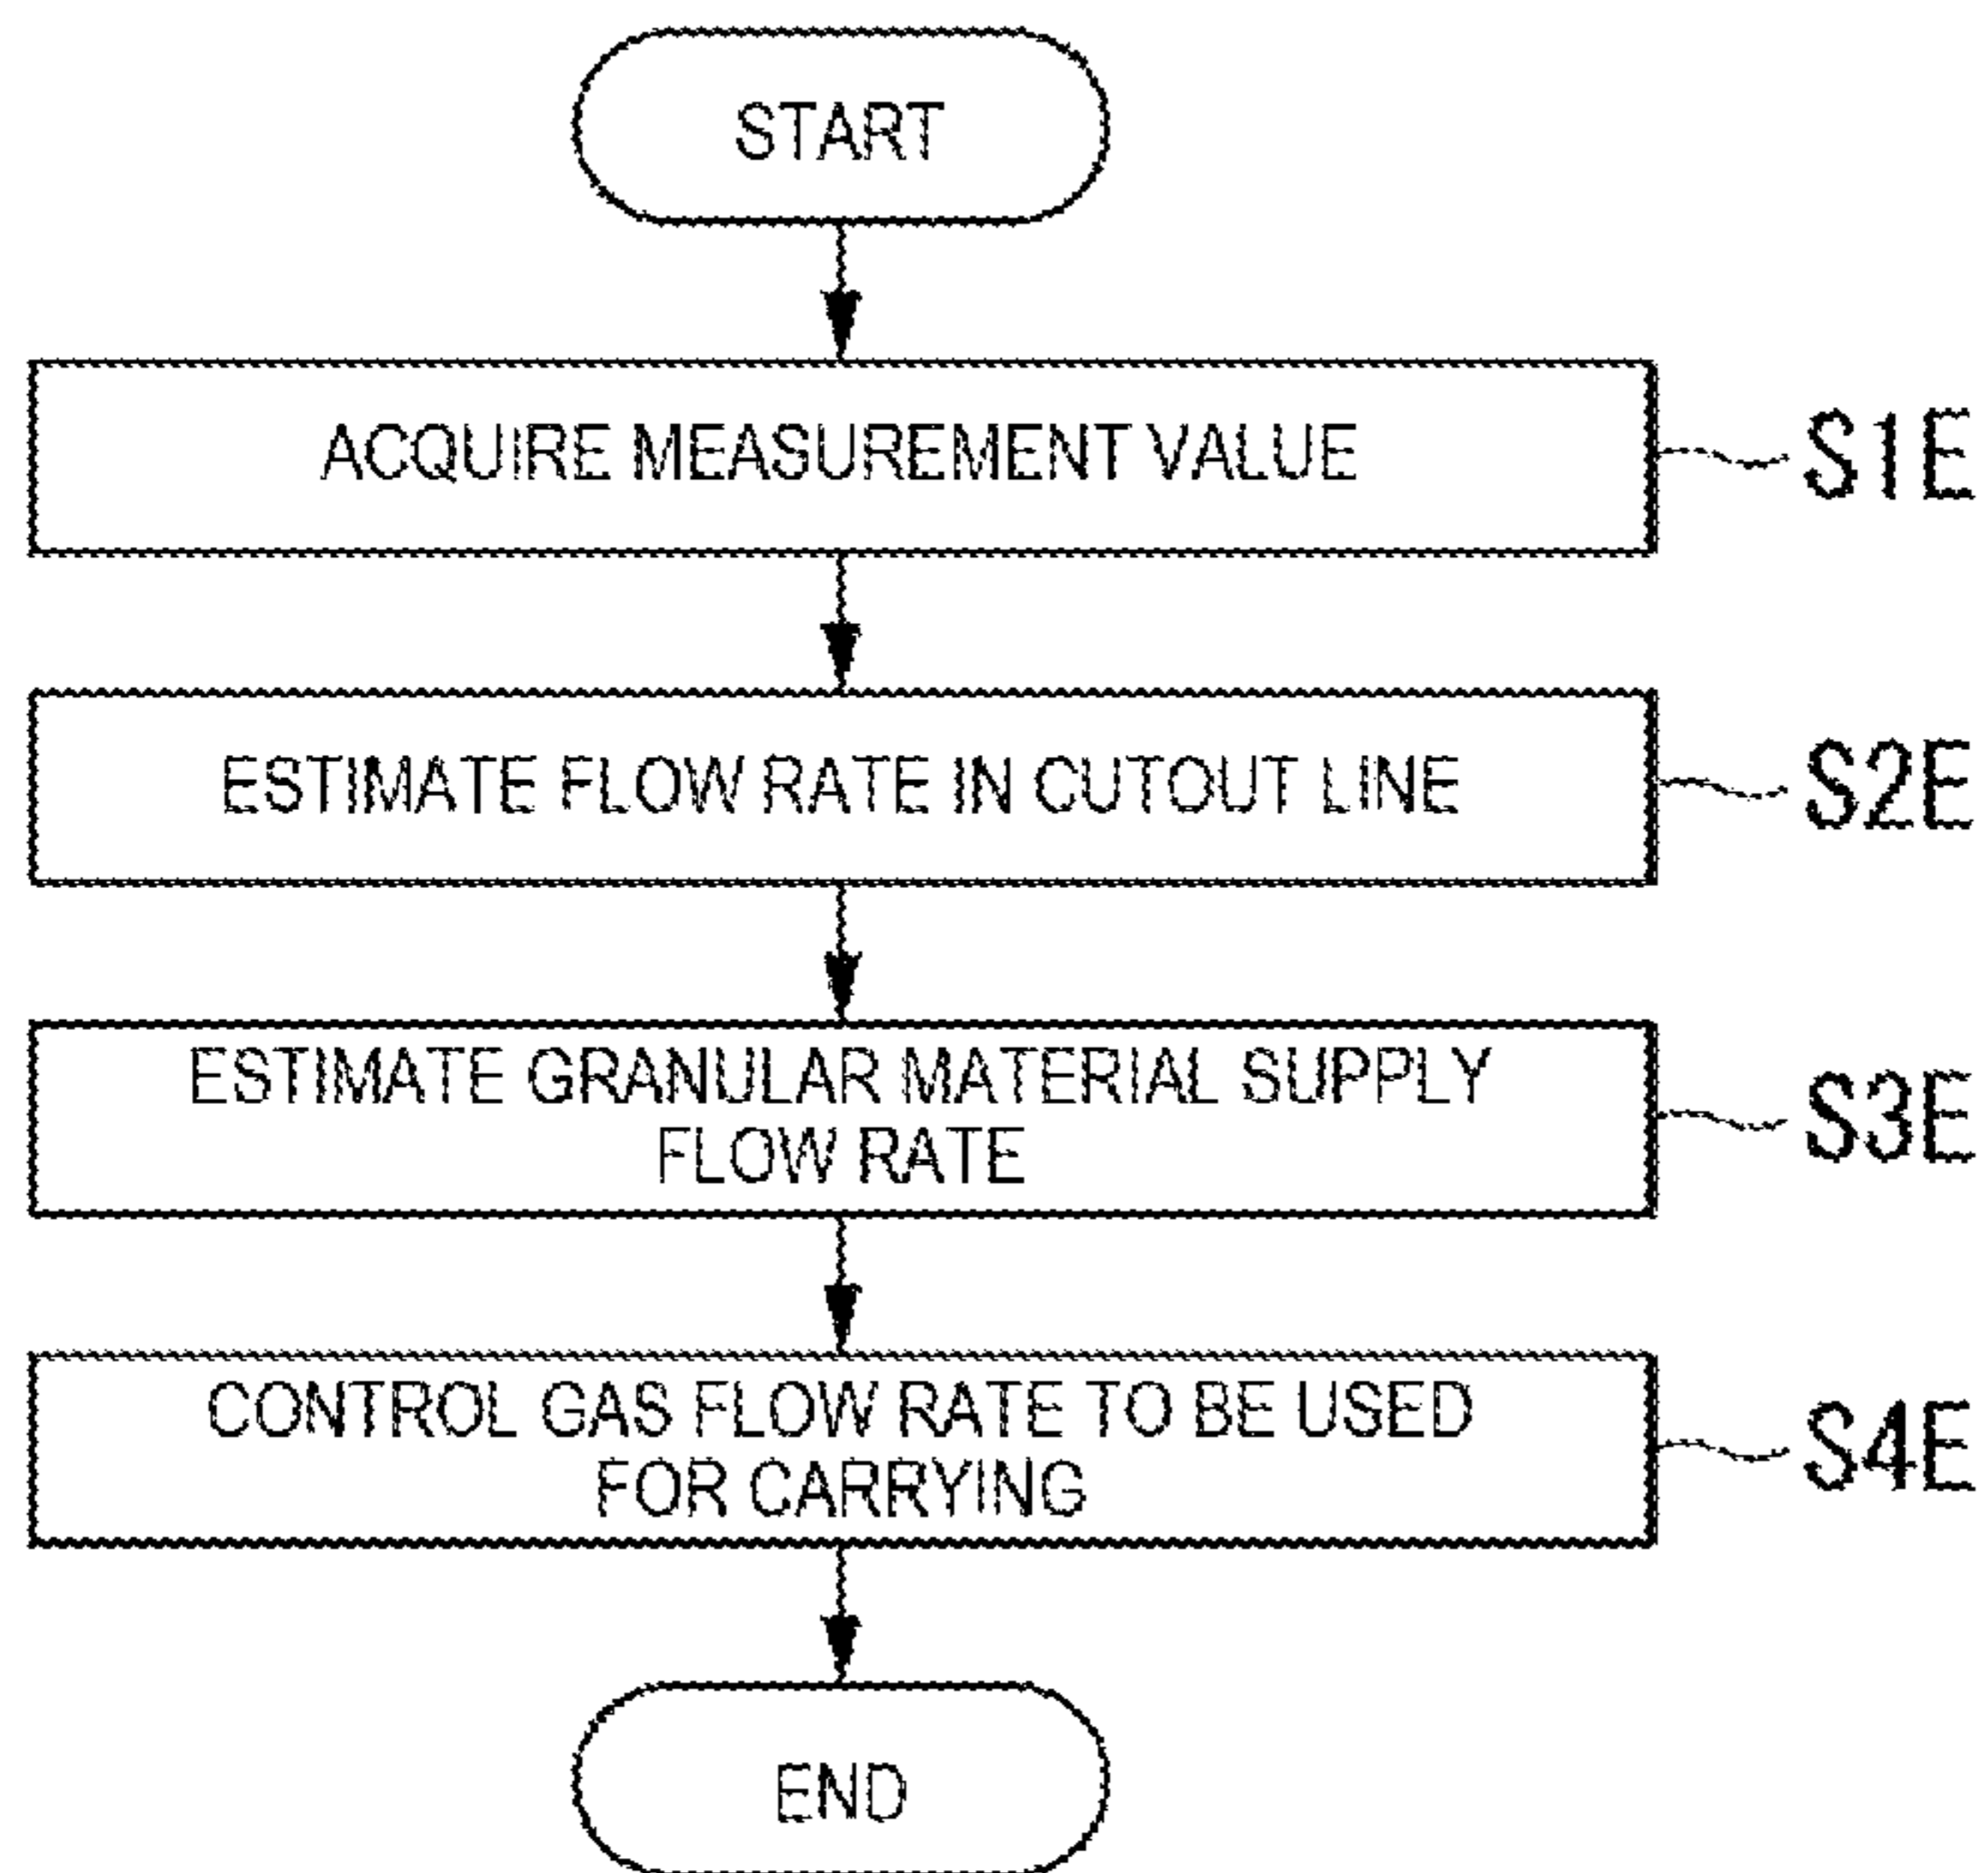 START
ACQUIRE MEASUREMENT VALUE
S1E
ESTIMATE FLOW RATE IN CUTOUT LINE
S2E
ESTIMATE GRANULAR MATERIAL SUPPLY
FLOW RATE
S3E
CONTROL GAS FLOW RATE TO BE USED
FOR CARRYING
S4E
END